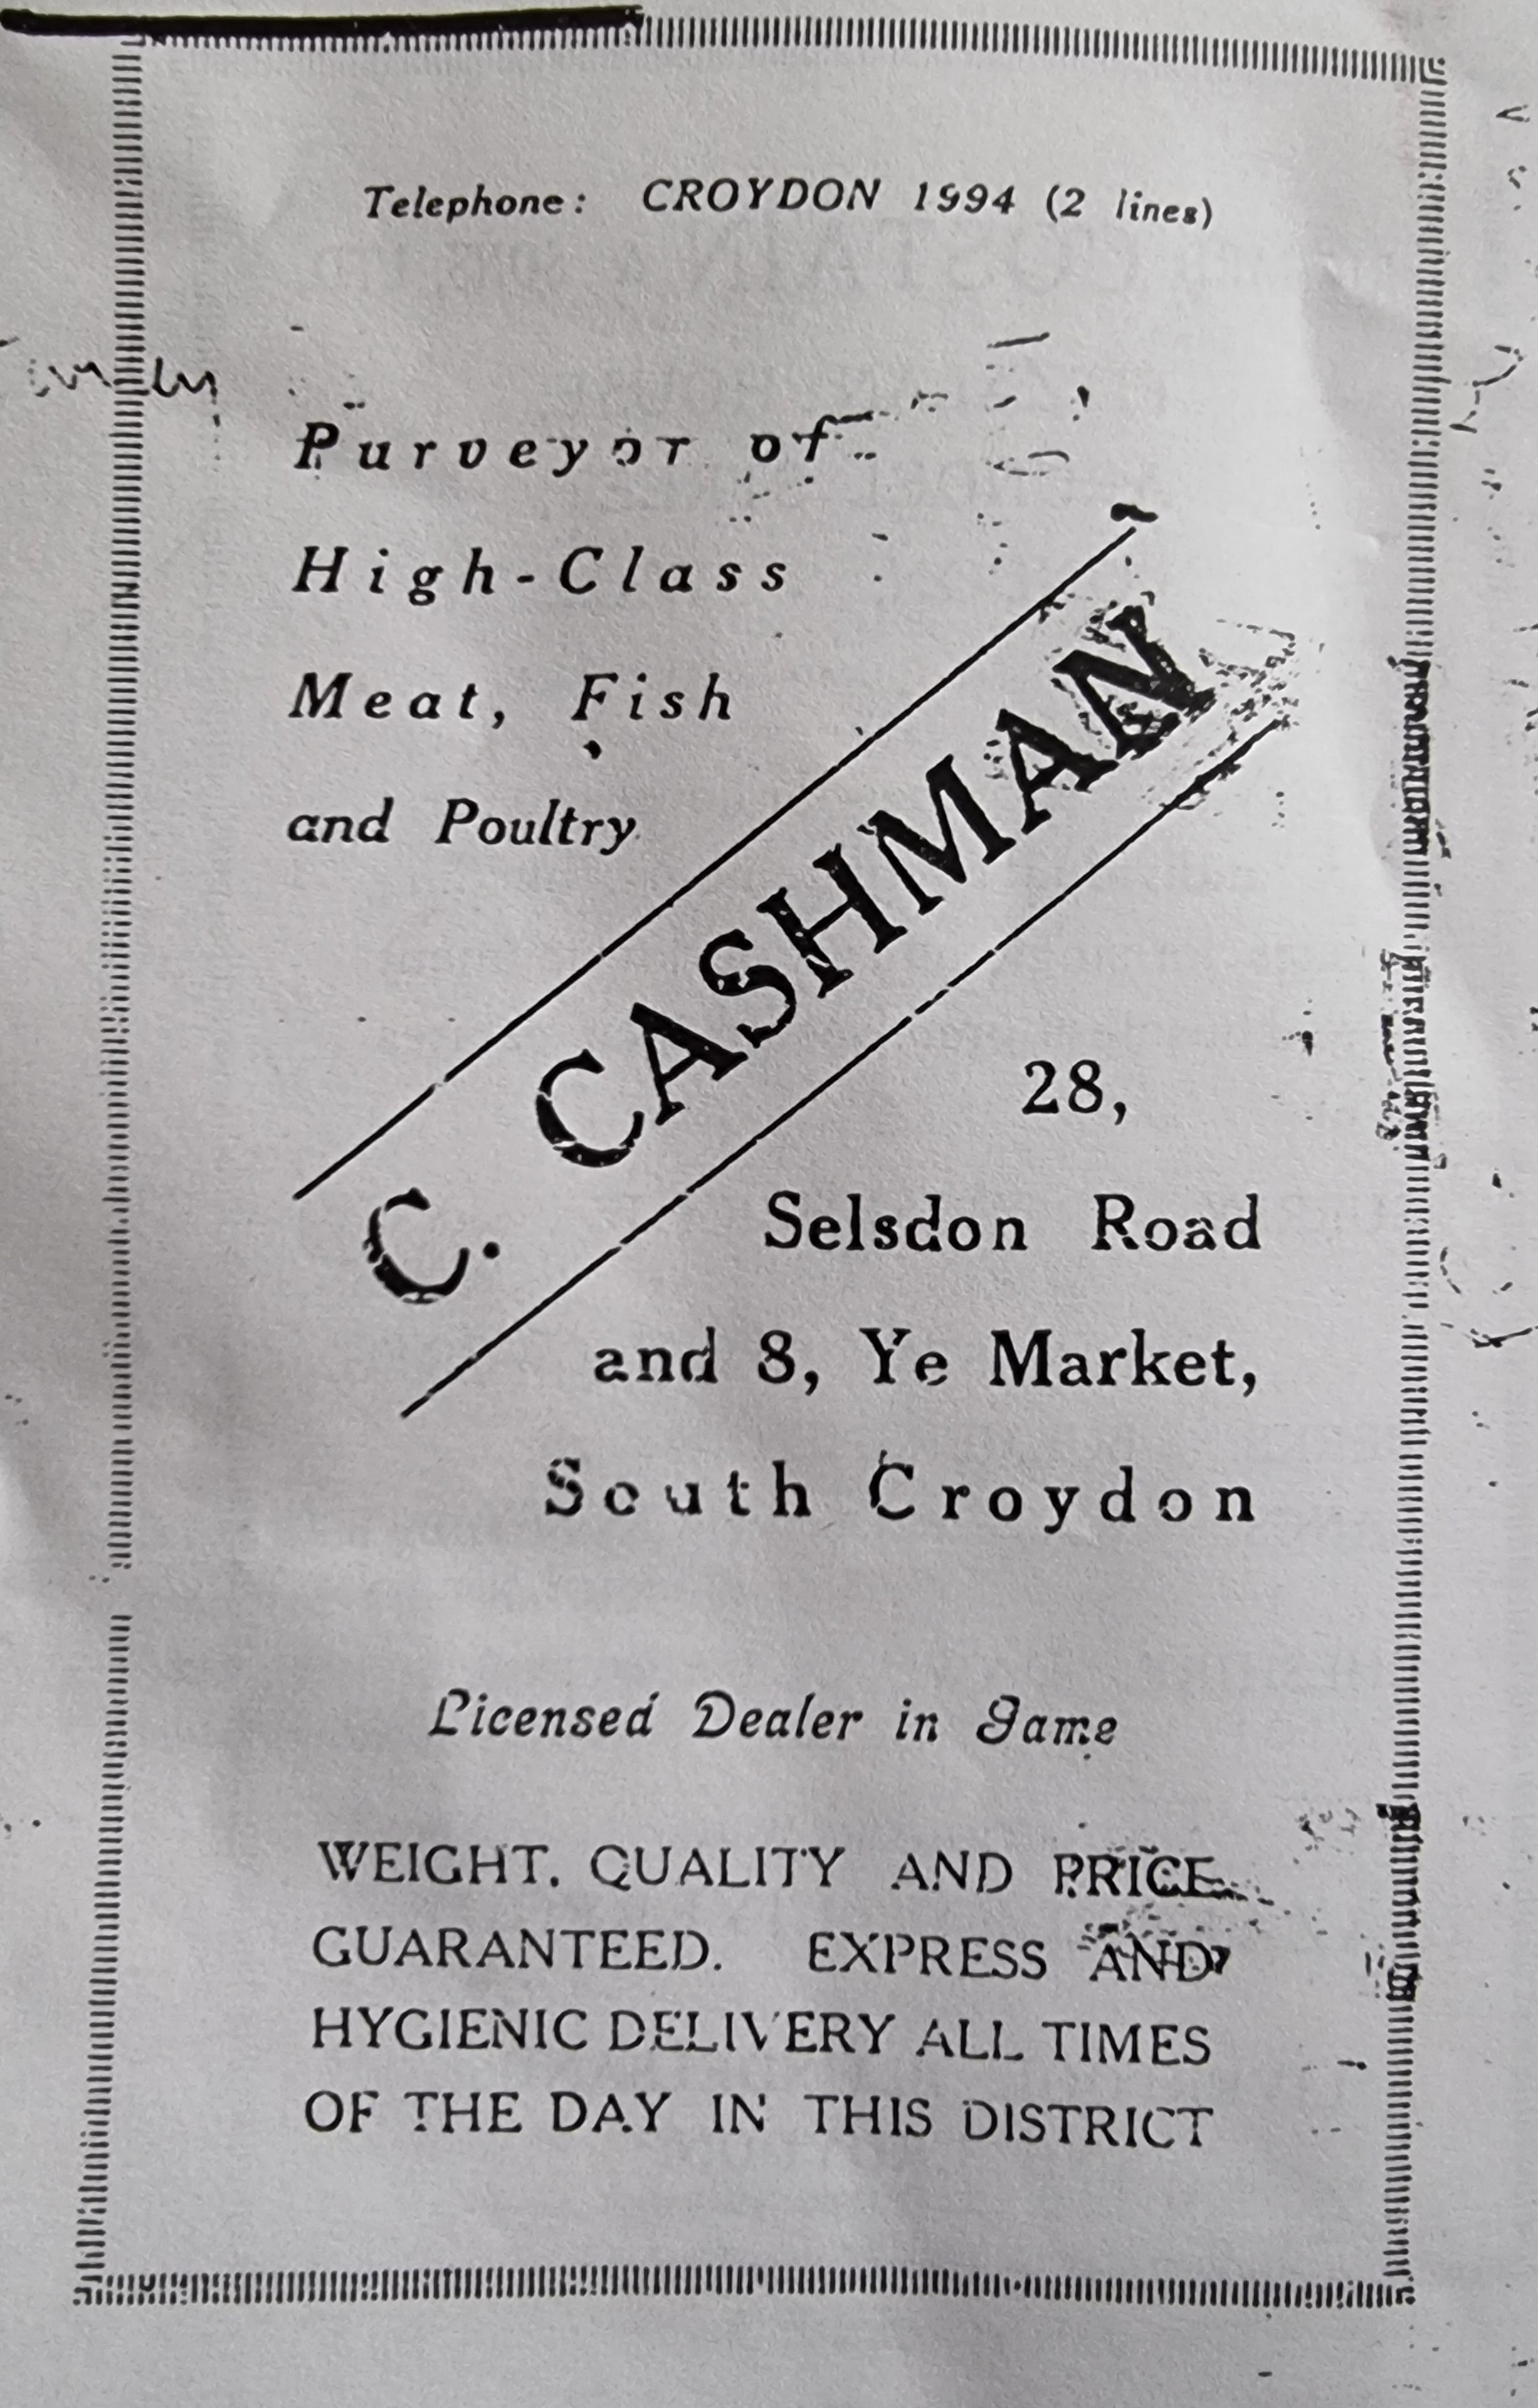 Telephone: CROYDON 1994 (2 lines)
Purveyor of
High-Class
Meat, Fish
and Poultry
C. CASHMAN
28,
Selsdon Road
and 8, Ye Market,
South Croydon
Licensed Dealer in Game
WEIGHT, QUALITY AND PRICE
GUARANTEED. EXPRESS AND
HYGIENIC DELIVERY ALL TIMES
OF THE DAY IN THIS DISTRICT